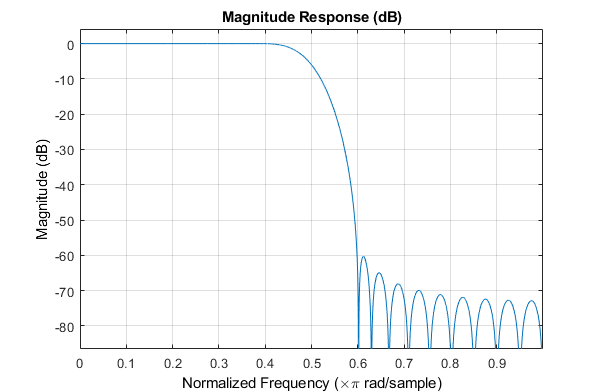 Magnitude Response (dB)
0
-10
-20
-30
-40
-50
-60
-70
-80
Magnitude (dB)
0 0.1 0.2 0.3 0.4 0.5 0.6 0.7 0.8 0.9
Normalized Frequency (×π rad/sample)